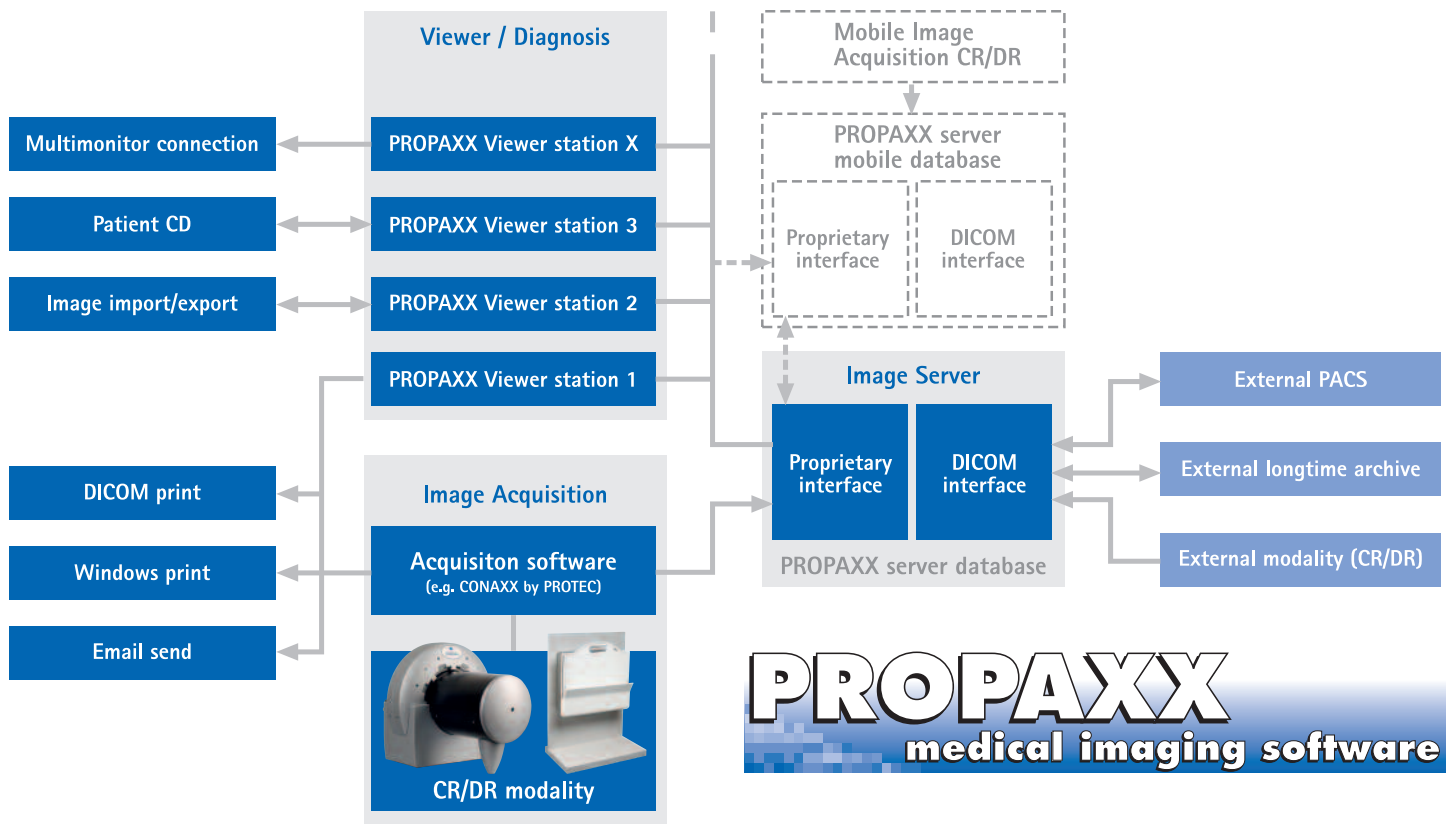 Viewer / Diagnosis
Multimonitor connection
PROPAXX Viewer station X
Patient CD
PROPAXX Viewer station 3
Image import/export
PROPAXX Viewer station 2
PROPAXX Viewer station 1
DICOM print
Windows print
Email send
Image Acquisition
Acquisiton software
(e.g. CONAXX by PROTEC)
CR/DR modality
Mobile Image
Acquisition CR/DR
PROPAXX server
mobile database
Proprietary
interface
DICOM
interface
Image Server
Proprietary
interface
DICOM
interface
PROPAXX server database
External PACS
External longtime archive
External modality (CR/DR)
PROPAXX
medical imaging software